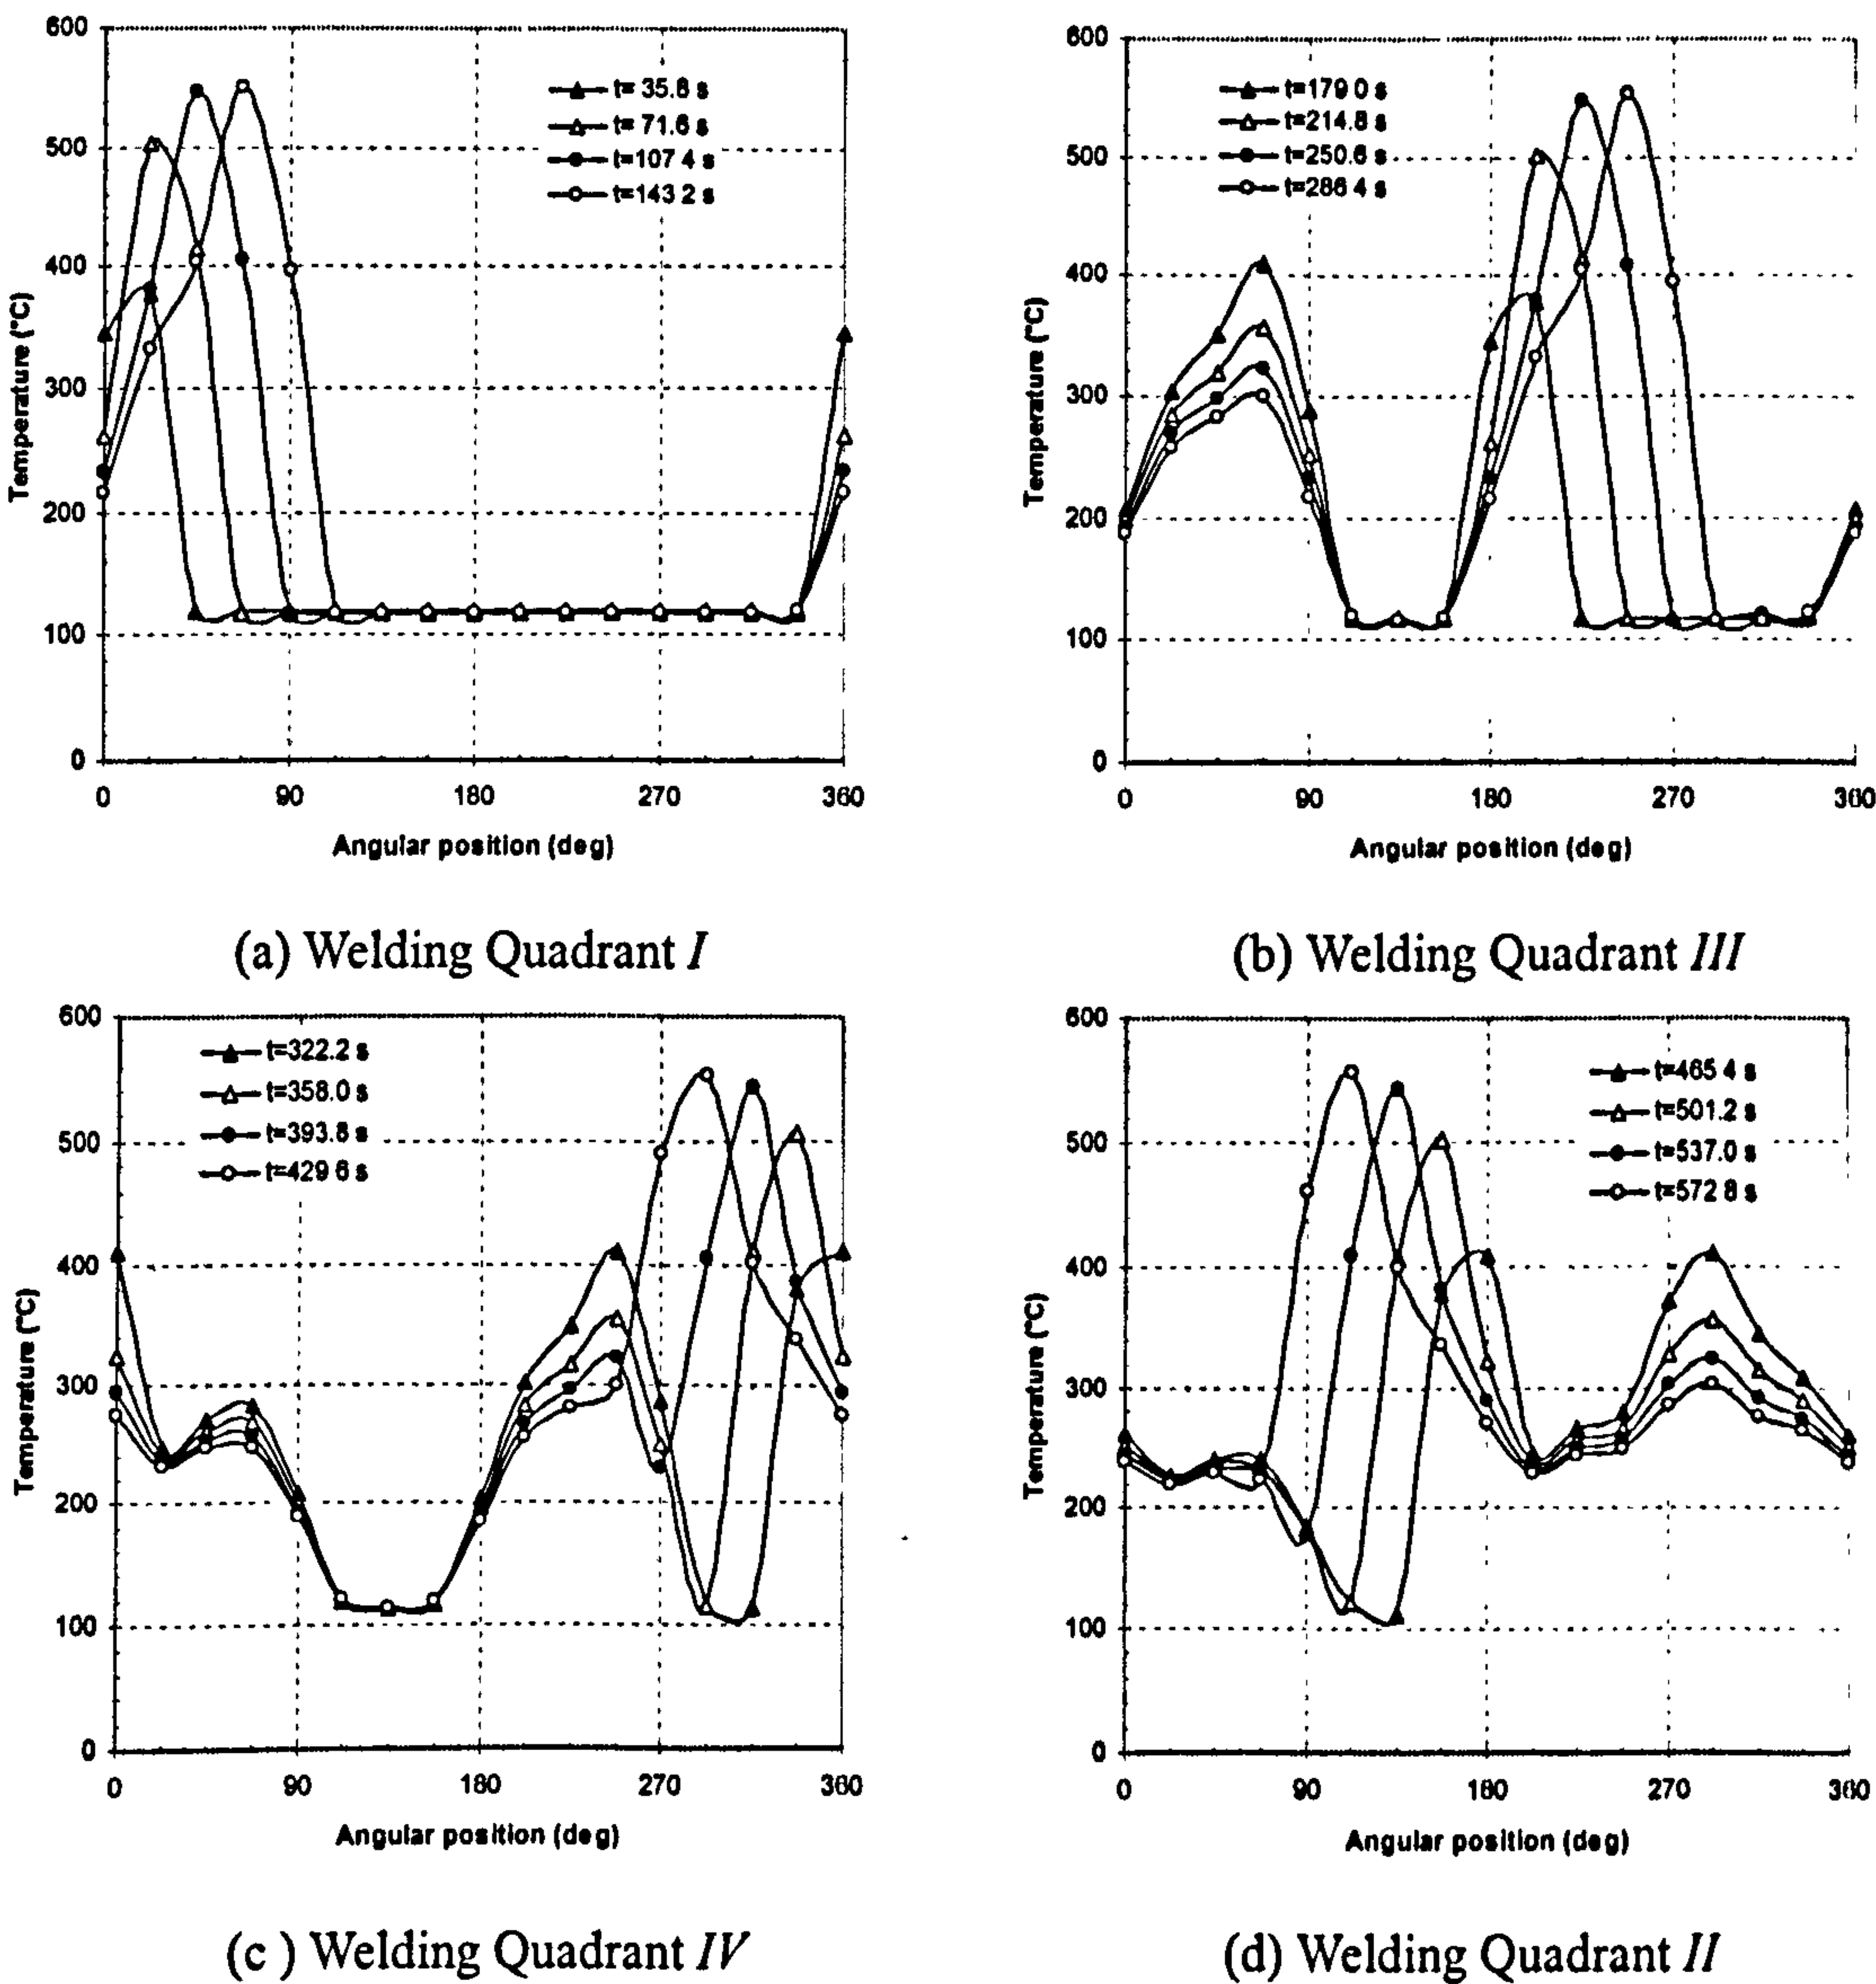 600
500
400
300
200
100
0
Temperature (°C)
t= 35.8 s
t= 71.6 s
t=107 4 s
t=143 2 s
0 90 180 270 360
Angular position (deg)
(a) Welding Quadrant I
600
500
400
300
200
100
0
Temperature (°C)
t=179 0 s
t=214.8 s
t=250.6 s
t=286 4 s
0 90 180 270 360
Angular position (deg)
(b) Welding Quadrant III
600
500
400
300
200
100
0
Temperature (°C)
t=322.2 s
t=358.0 s
t=393.8 s
t=429 6 s
0 90 180 270 360
Angular position (deg)
(c ) Welding Quadrant IV
600
500
400
300
200
100
0
Temperature (°C)
t=465 4 s
t=501.2 s
t=537.0 s
t=572 8 s
0 90 180 270 360
Angular position (deg)
(d) Welding Quadrant II